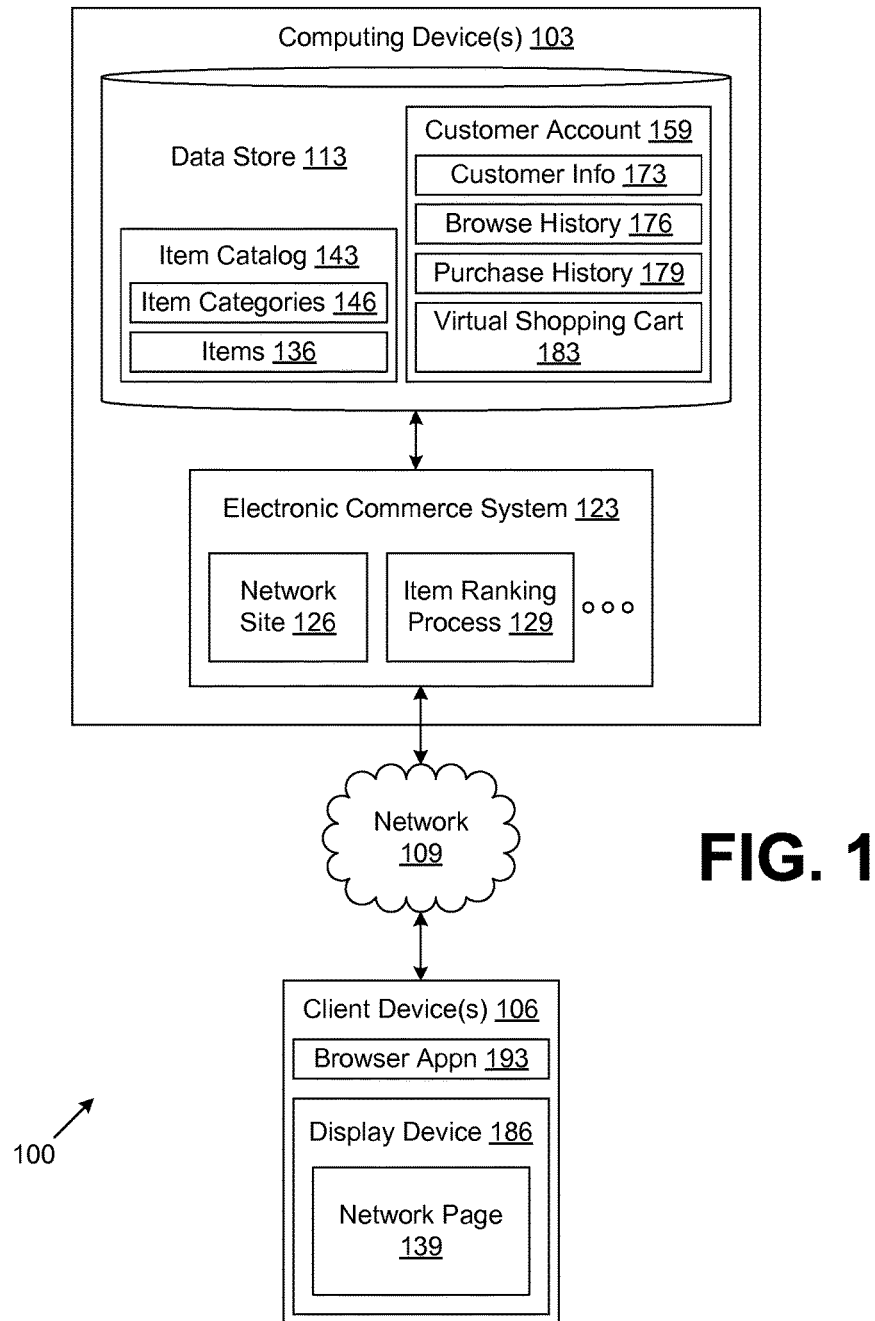 Computing Device(s) 103
Data Store 113
Item Catalog 143
Item Categories 146
Items 136
Customer Account 159
Customer Info 173
Browse History 176
Purchase History 179
Virtual Shopping Cart
183
Electronic Commerce System 123
Network
Site 126
Item Ranking
Process 129
Network
109
FIG. 1
Client Device(s) 106
Browser Appn 193
Display Device 186
Network Page
139
100